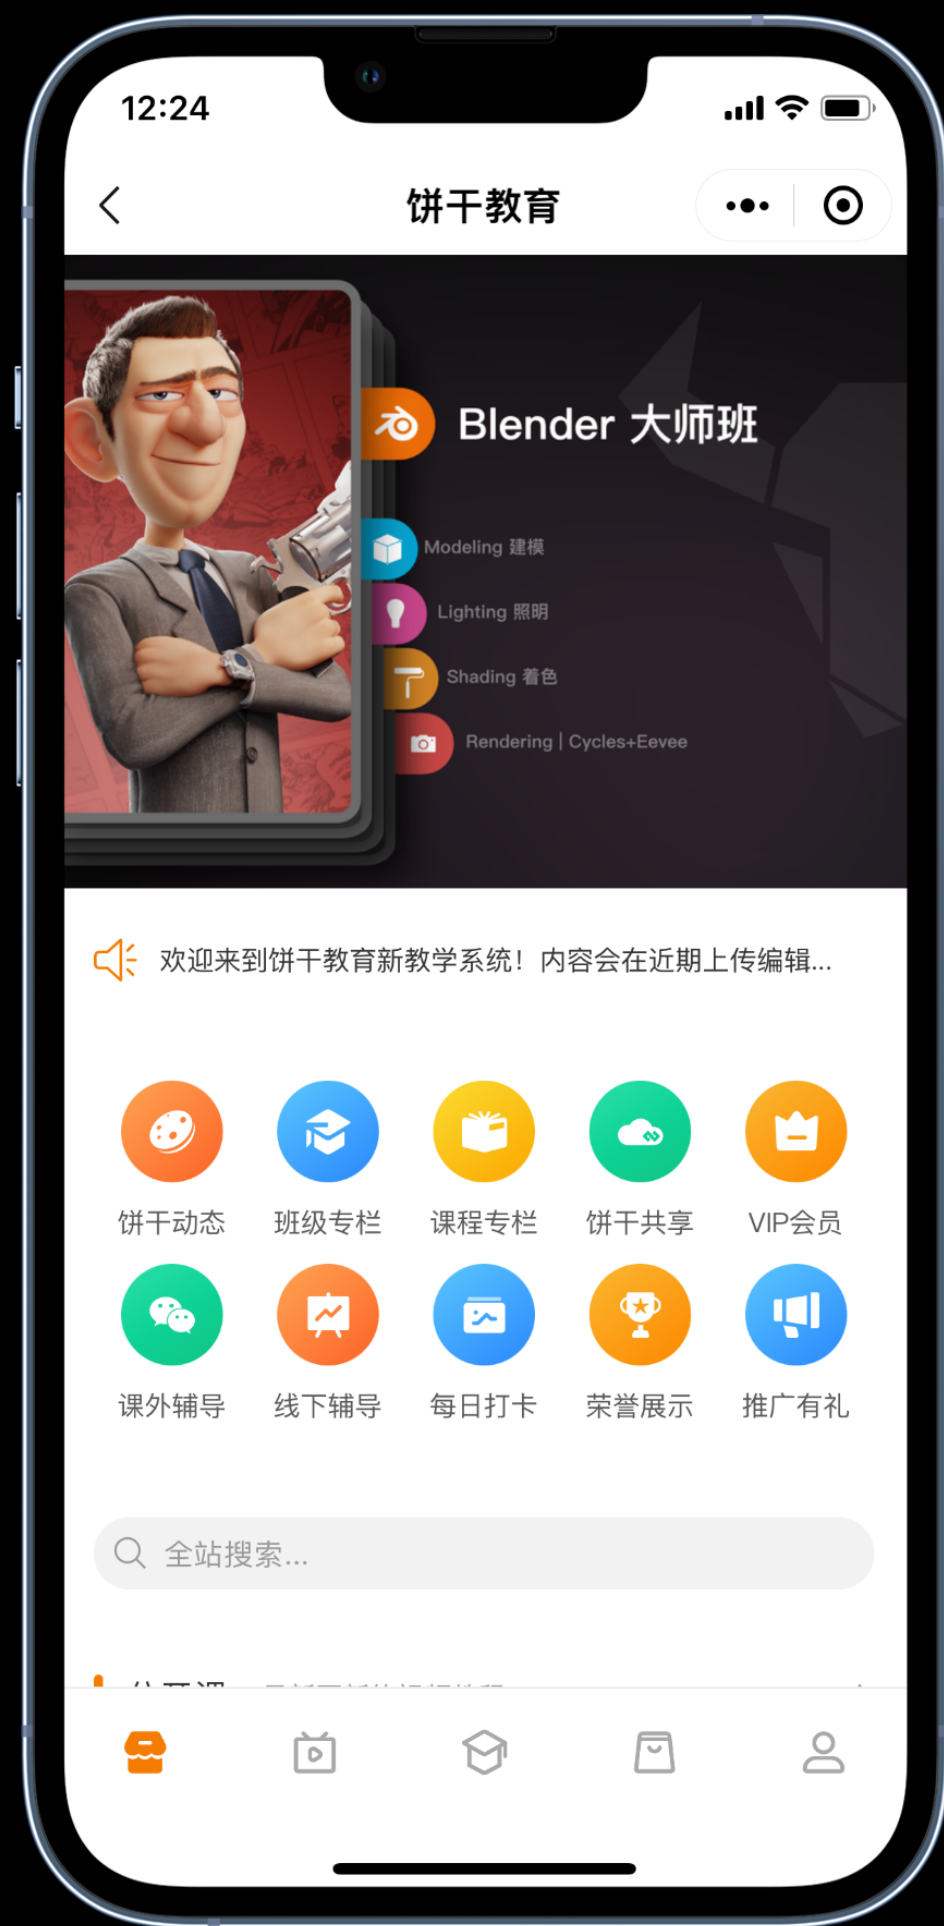 12:24
饼干教育
Blender 大师班
Modeling 建模
Lighting 照明
Shading 着色
Rendering | Cycles+Eevee
欢迎来到饼干教育新教学系统！内容会在近期上传编辑...
饼干动态
班级专栏
课程专栏
饼干共享
VIP会员
课外辅导
线下辅导
每日打卡
荣誉展示
推广有礼
全站搜索...